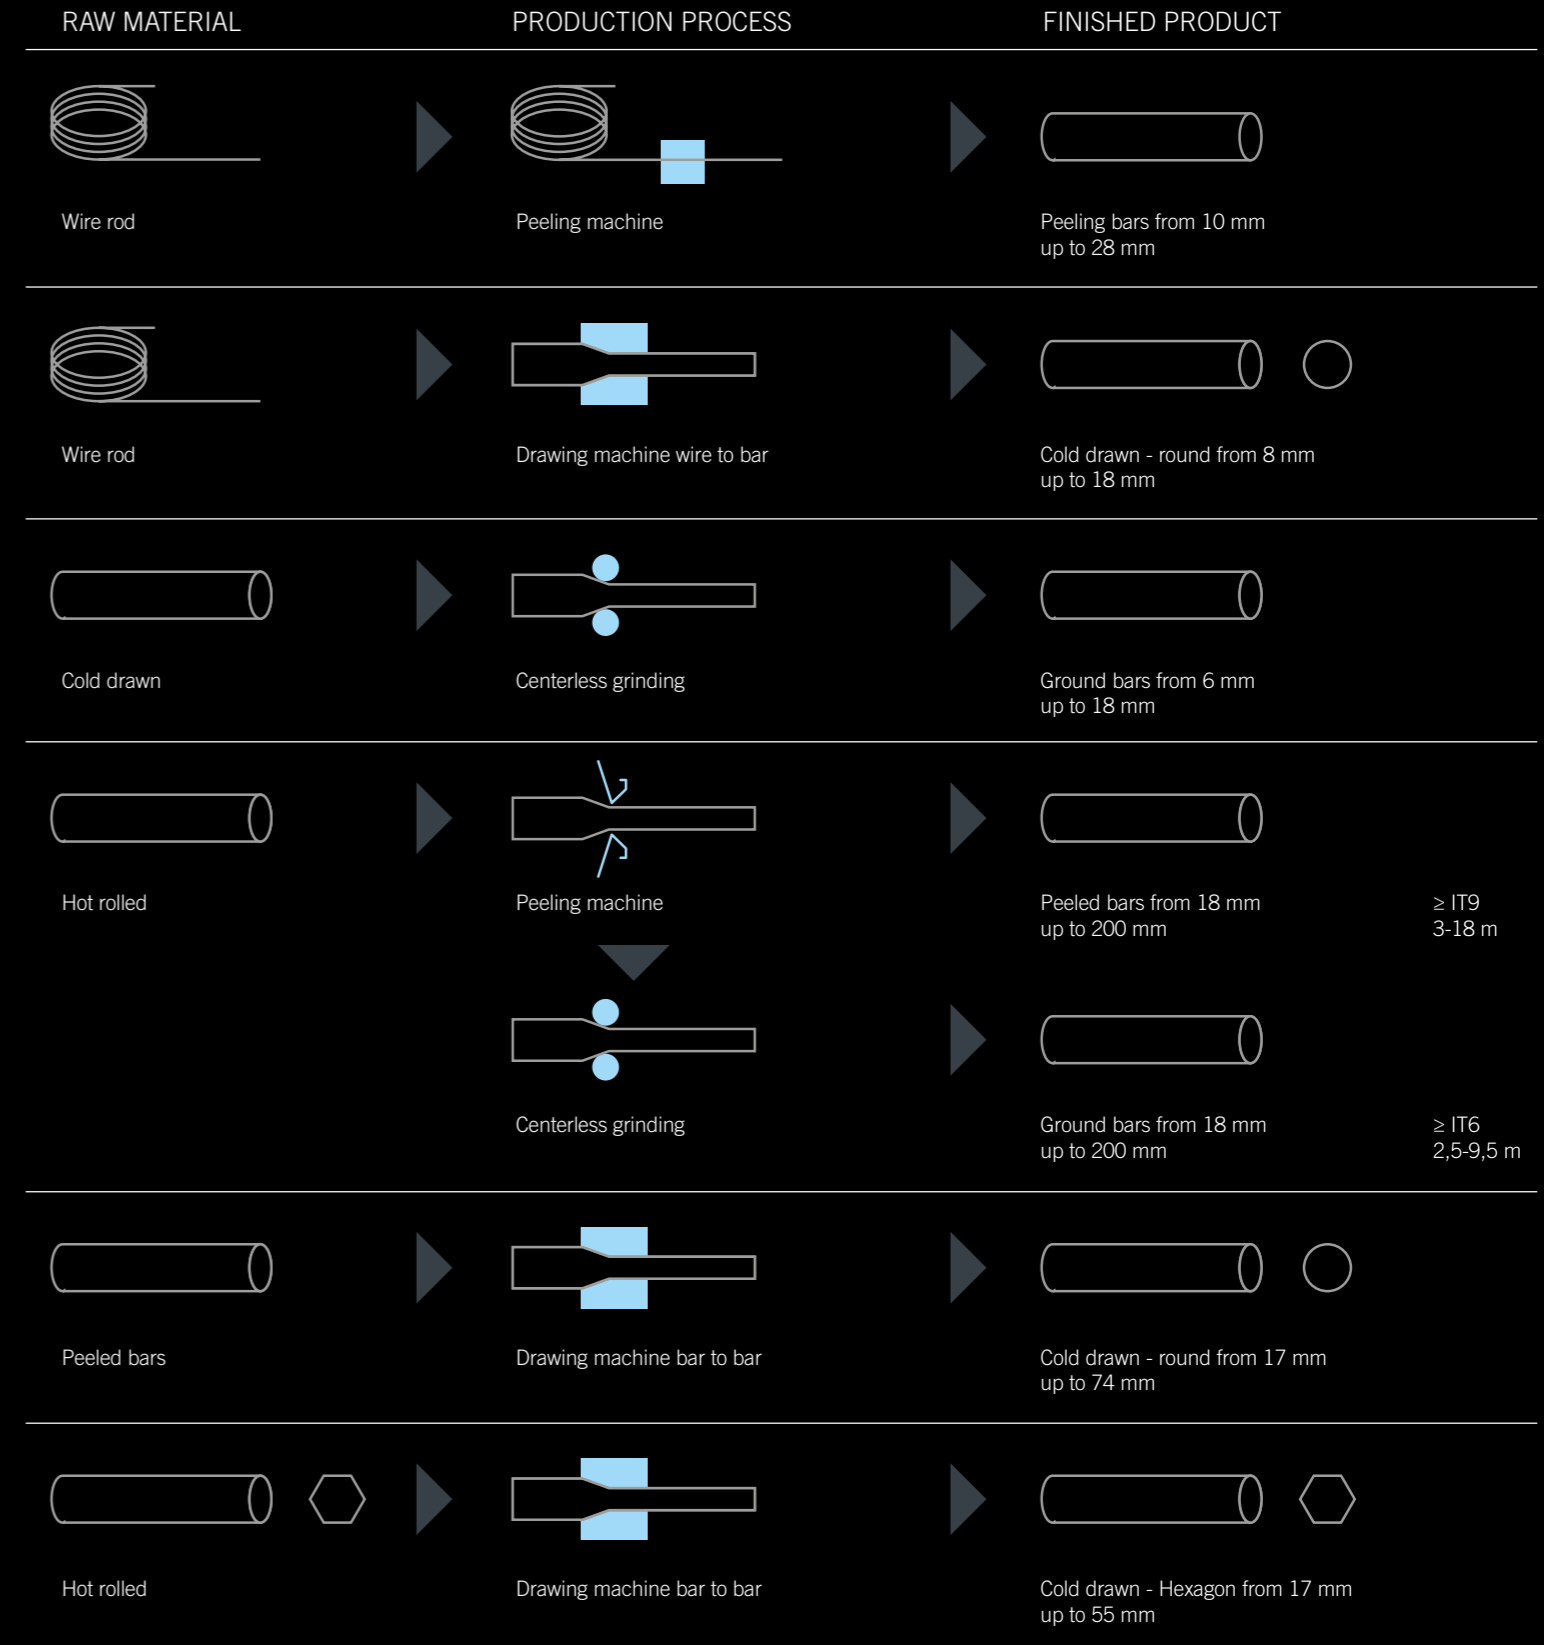 RAW MATERIAL PRODUCTION PROCESS FINISHED PRODUCT
Wire rod Peeling machine Peeling bars from 10 mm
up to 28 mm
Wire rod Drawing machine wire to bar Cold drawn - round from 8 mm
up to 18 mm
Cold drawn Centerless grinding Ground bars from 6 mm
up to 18 mm
Hot rolled Peeling machine Peeled bars from 18 mm ≥ IT9
up to 200 mm 3-18 m
Centerless grinding Ground bars from 18 mm ≥ IT6
up to 200 mm 2,5-9,5 m
Peeled bars Drawing machine bar to bar Cold drawn - round from 17 mm
up to 74 mm
Hot rolled Drawing machine bar to bar Cold drawn - Hexagon from 17 mm
up to 55 mm